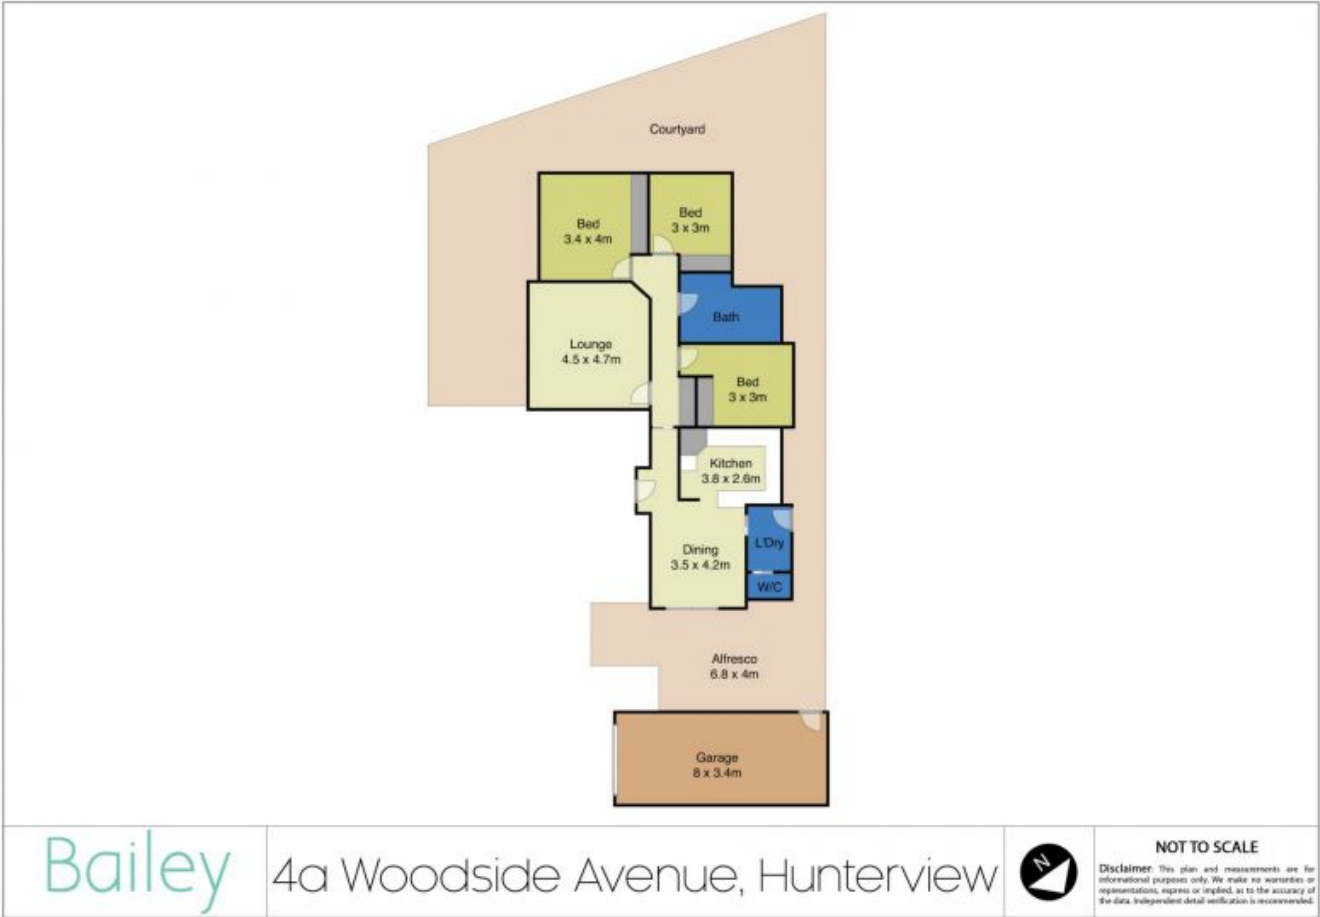 Courtyard
Bed
3.4 x 4m
Bed
3 x 3m
Bath
Lounge
4.5 x 4.7m
Bed
3 x 3m
Kitchen
3.8 x 2.6m
Dining
3.5 x 4.2m
L'Dry
W/C
Alfresco
6.8 x 4m
Garage
8 x 3.4m
Bailey
4a Woodside Avenue, Hunterview
N
NOT TO SCALE
Disclaimer: This plan and measurements are for
informational purposes only. We make no warranties or
representations, express or implied, as to the accuracy of
the data. Independent detail verification is recommended.